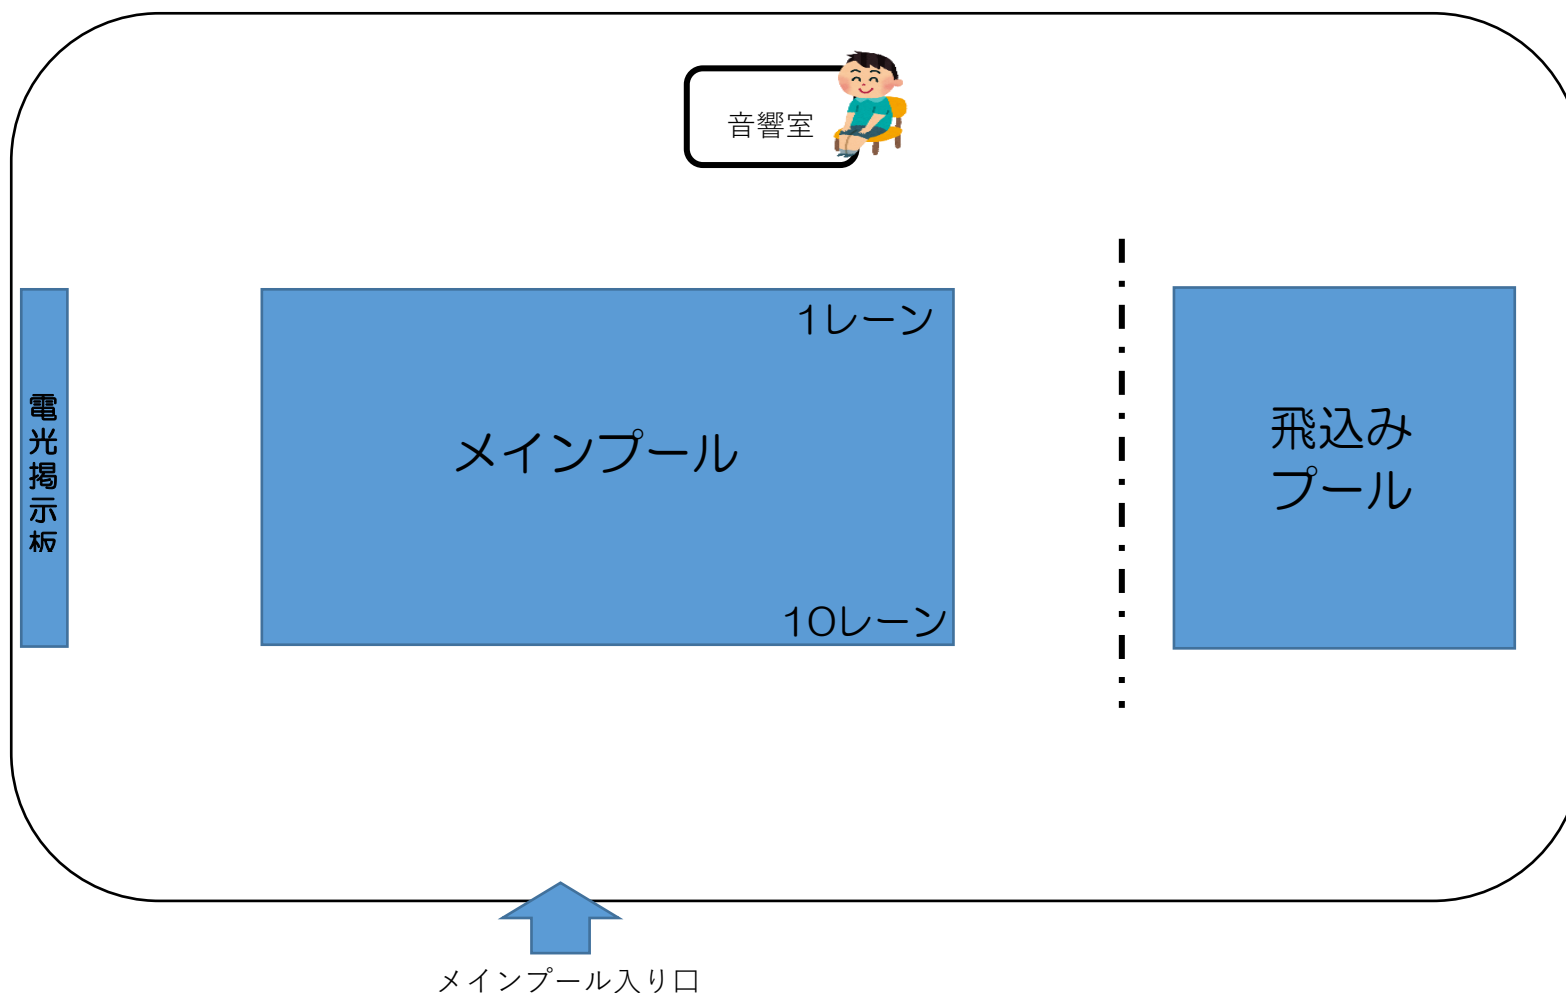 音響室
1レーン
メインプール
10レーン
電光掲示板
飛込み
プール
メインプール入り口